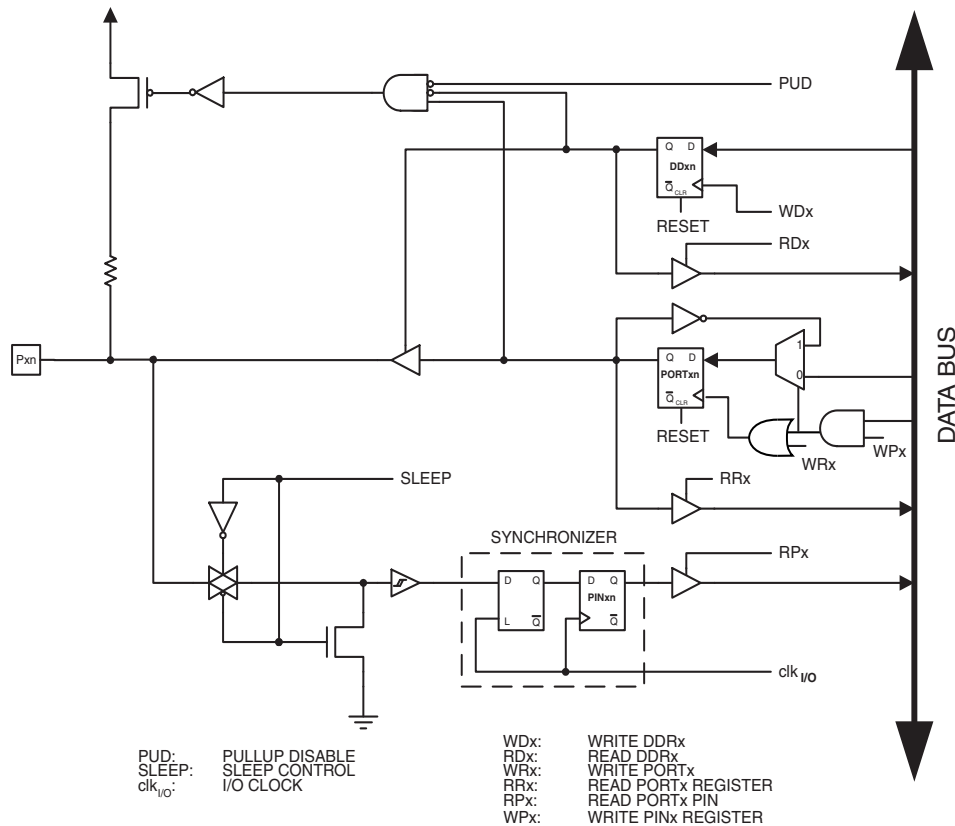 PUD
Q D
DDxn
Q CLR
WDx
RESET
RDx
Pxn
1
Q D
PORTxn
0
Q CLR
RESET
WRx
WPx
DATA BUS
SLEEP
RRx
SYNCHRONIZER
RPx
D Q
L Q
D Q
PINxn
Q
clk I/O
PUD: PULLUP DISABLE
SLEEP: SLEEP CONTROL
clkI/O: I/O CLOCK
WDx: WRITE DDRx
RDx: READ DDRx
WRx: WRITE PORTx
RRx: READ PORTx REGISTER
RPx: READ PORTx PIN
WPx: WRITE PINx REGISTER